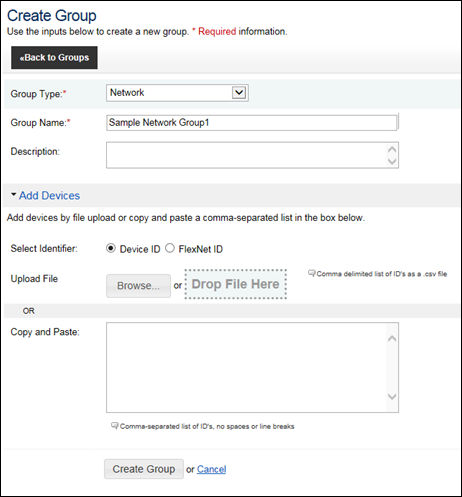 Create Group
Use the inputs below to create a new group. * Required information.
«Back to Groups
Group Type:* Network
Group Name:* Sample Network Group1
Description:
Add Devices
Add devices by file upload or copy and paste a comma-separated list in the box below.
Select Identifier: Device ID FlexNet ID
Upload File Browse... or Drop File Here Comma delimited list of ID's as a .csv file
OR
Copy and Paste:
Comma-separated list of ID's, no spaces or line breaks
Create Group or Cancel